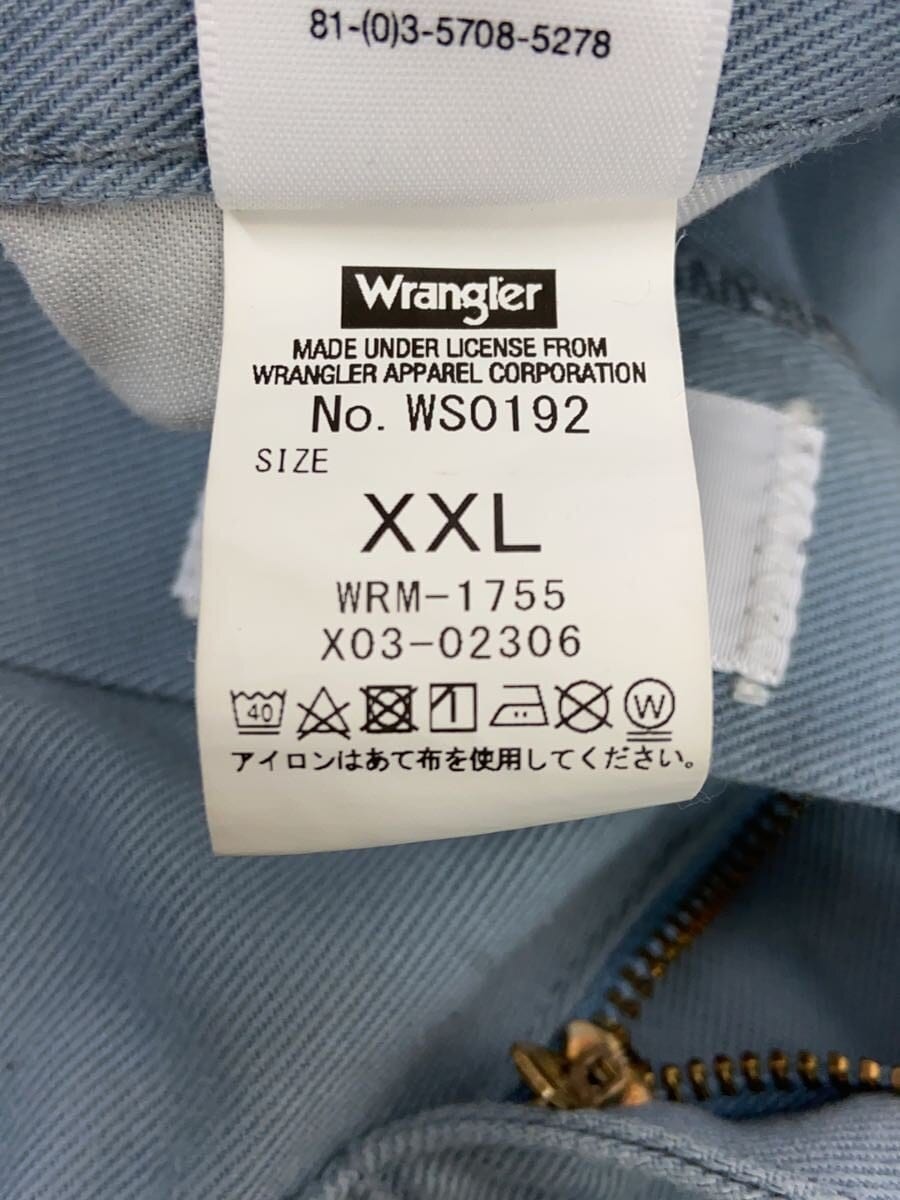 81-(0)3-5708-5278
Wrangler
MADE UNDER LICENSE FROM
WRANGLER APPAREL CORPORATION
No. WS0192
SIZE
XXL
WRM-1755
X03-02306
40 W
アイロンはあて布を使用してください。